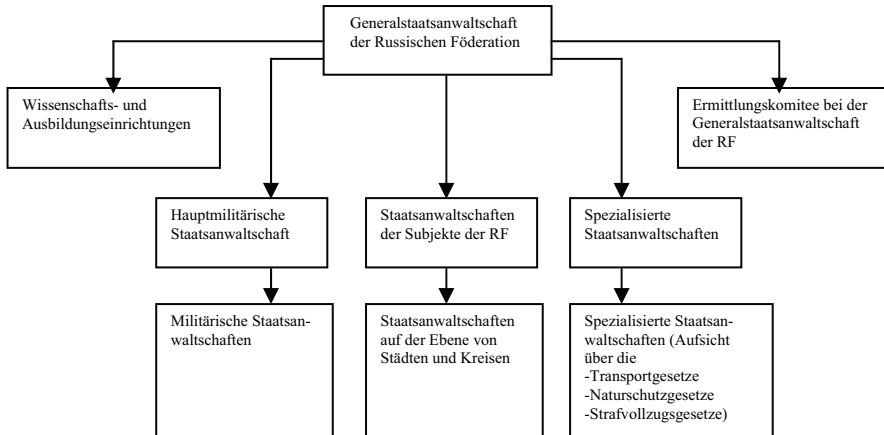 Generalstaatsanwaltschaft
der Russischen Föderation
Wissenschafts- und
Ausbildungseinrichtungen
Ermittlungskomitee bei der
Generalstaatsanwaltschaft
der RF
Hauptmilitärische
Staatsanwaltschaft
Staatsanwaltschaften
der Subjekte der RF
Spezialisierte
Staatsanwaltschaften
Militärische Staatsan-
waltschaften
Staatsanwaltschaften
auf der Ebene von
Städten und Kreisen
Spezialisierte Staatsan-
waltschaften (Aufsicht
über die
-Transportgesetze
-Naturschutzgesetze
-Strafvollzugsgesetze)